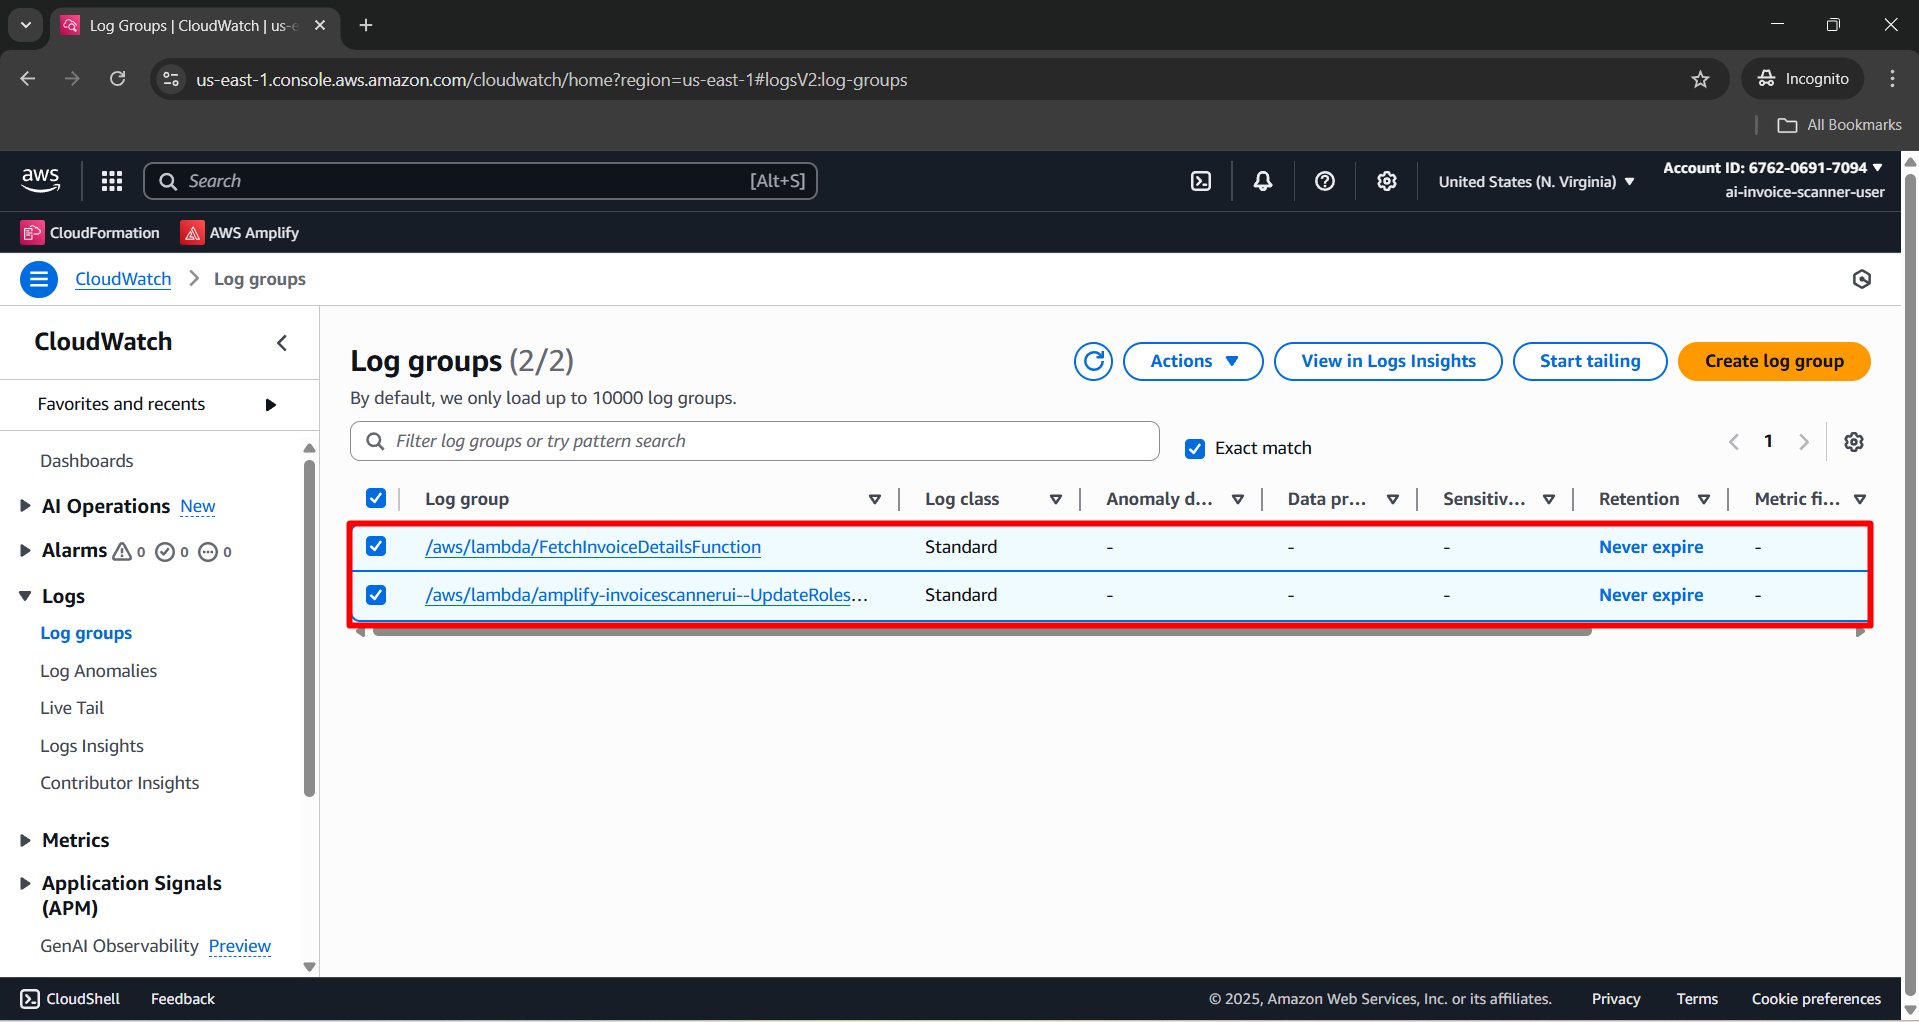 Log Groups | CloudWatch | us-e
us-east-1.console.aws.amazon.com/cloudwatch/home?region=us-east-1#logsV2:log-groups
Incognito
All Bookmarks
aws
Search [Alt+S]
United States (N. Virginia)
Account ID: 6762-0691-7094
ai-invoice-scanner-user
CloudFormation
AWS Amplify
CloudWatch > Log groups
CloudWatch
Favorites and recents
Dashboards
AI Operations New
Alarms 0 0 0
Logs
Log groups
Log Anomalies
Live Tail
Logs Insights
Contributor Insights
Metrics
Application Signals
(APM)
GenAI Observability Preview
Log groups (2/2)
By default, we only load up to 10000 log groups.
Actions
View in Logs Insights
Start tailing
Create log group
Filter log groups or try pattern search
Exact match
1
Log group Log class Anomaly d... Data pr... Sensitiv... Retention Metric fi...
/aws/lambda/FetchInvoiceDetailsFunction Standard - - - Never expire -
/aws/lambda/amplify-invoicescannerui--UpdateRoles... Standard - - - Never expire -
CloudShell Feedback
© 2025, Amazon Web Services, Inc. or its affiliates. Privacy Terms Cookie preferences